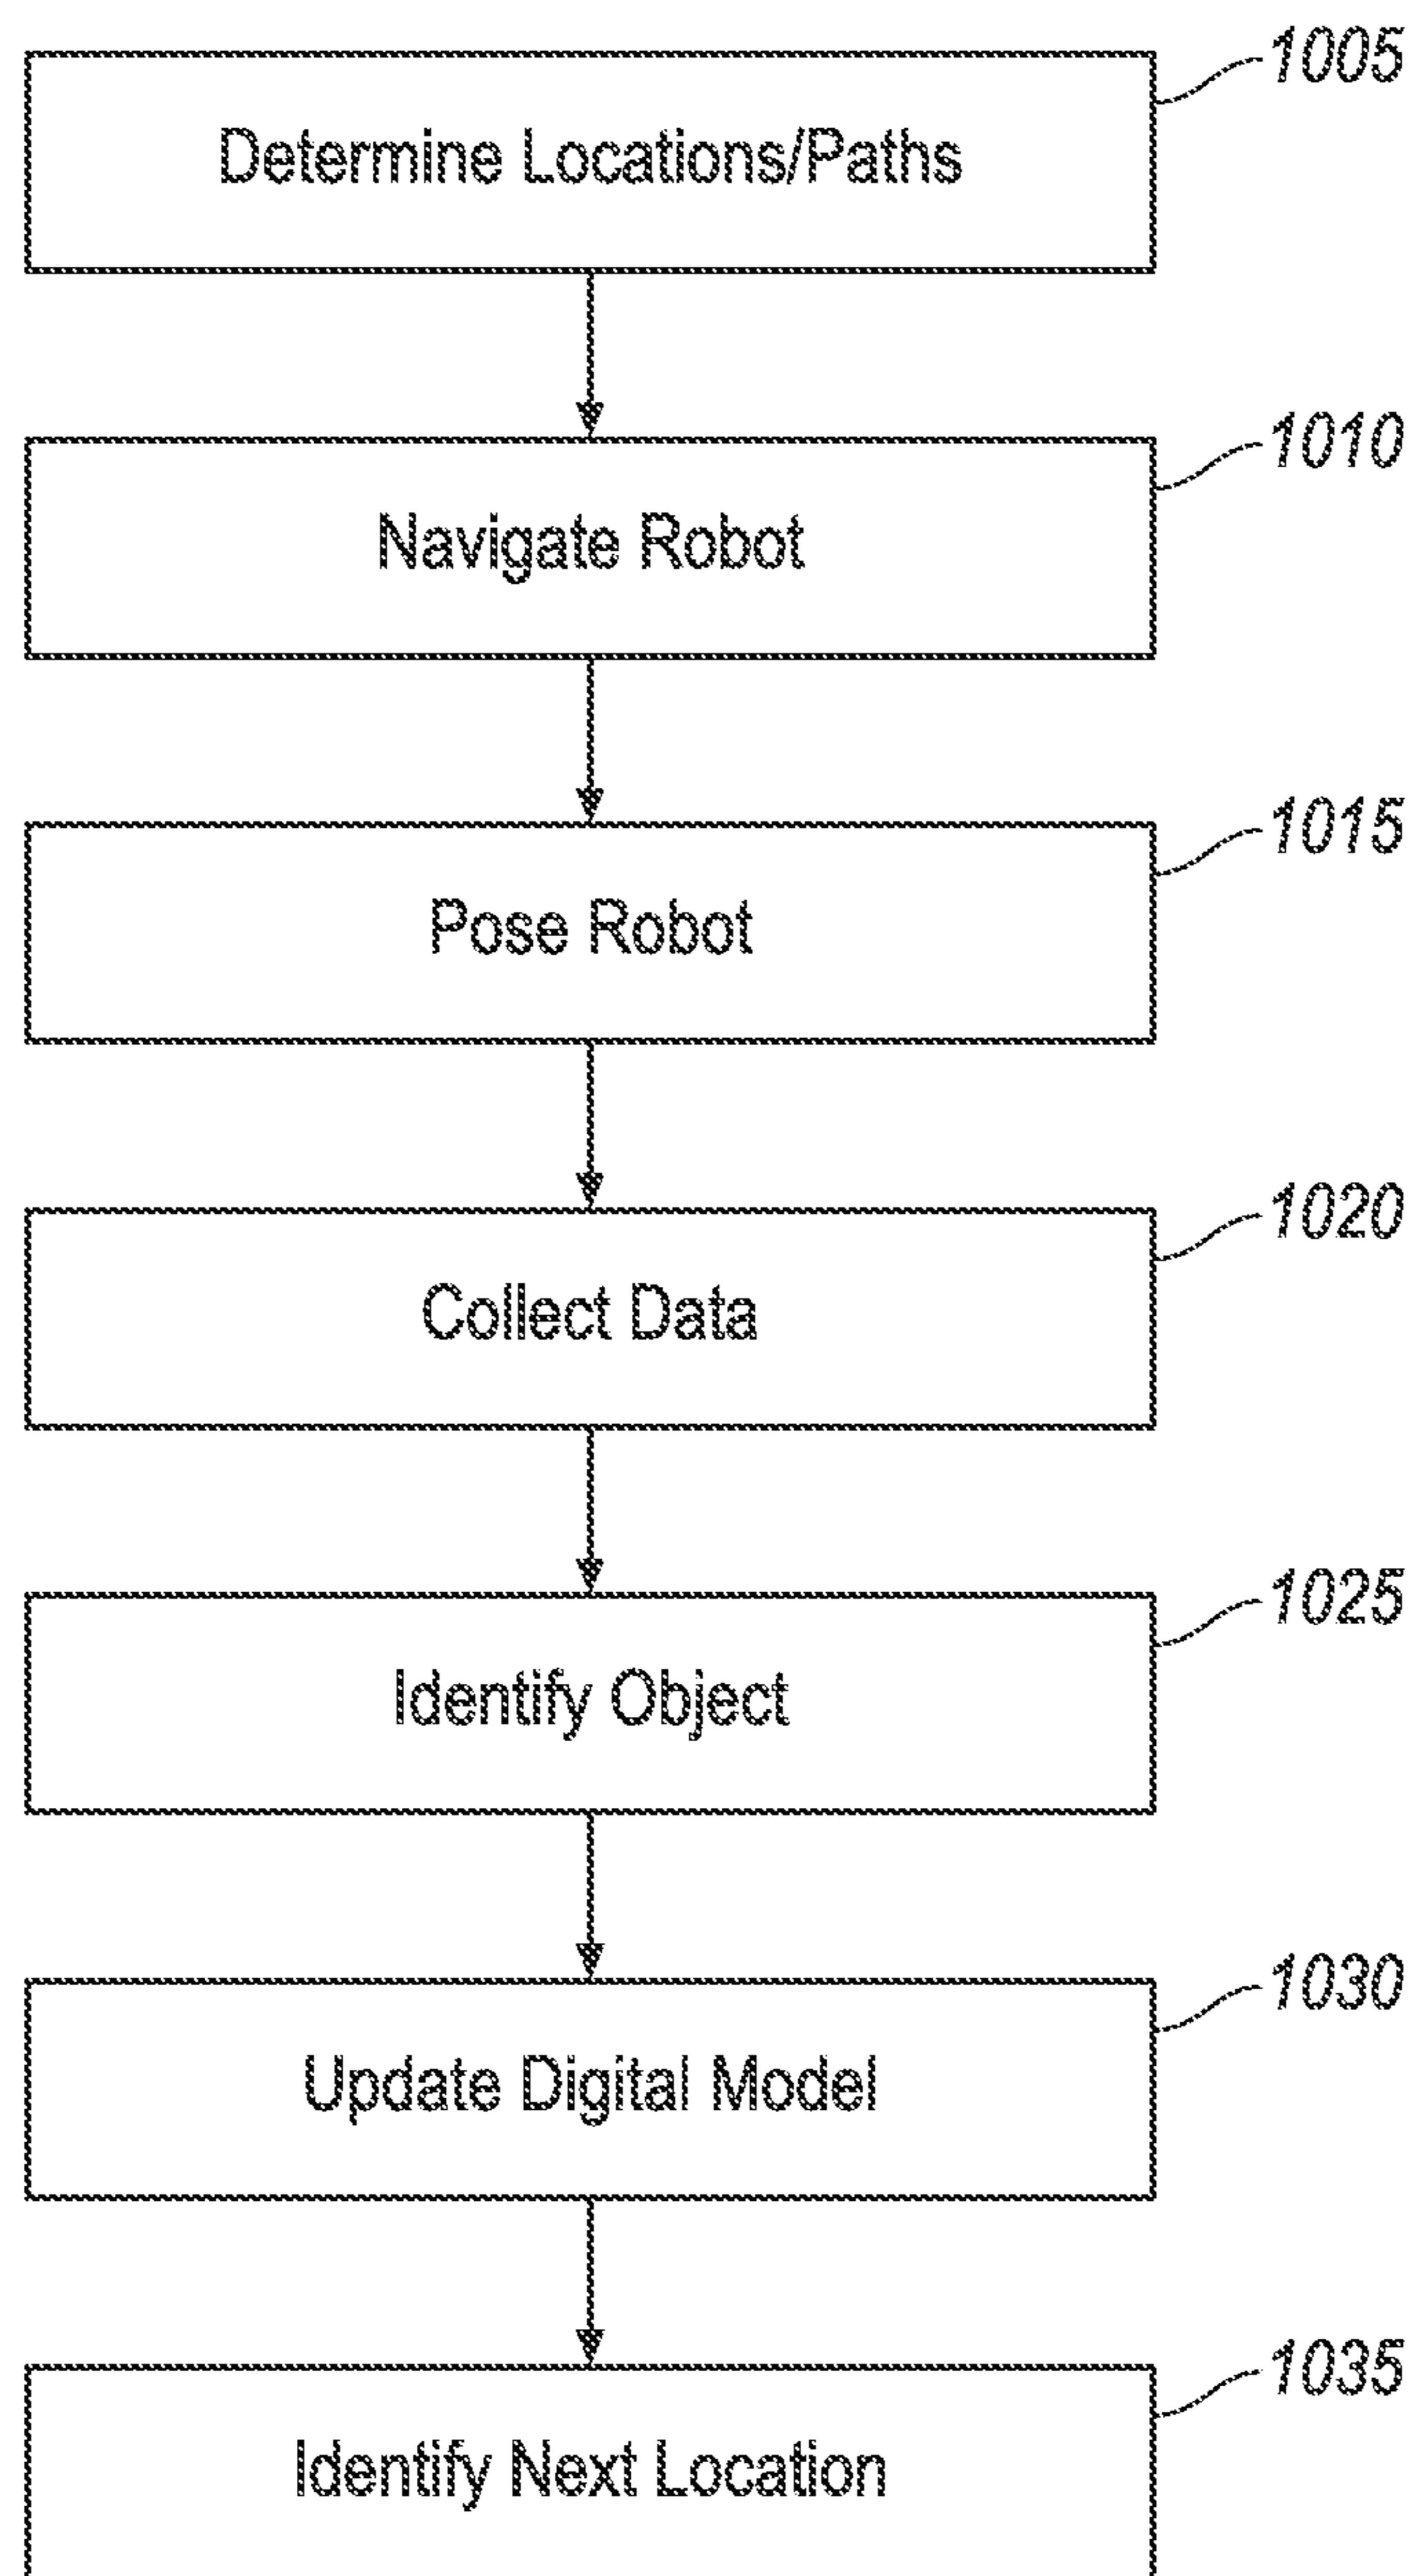 1005
Determine Locations/Paths
1010
Navigate Robot
1015
Pose Robot
1020
Collect Data
1025
Identify Object
1030
Update Digital Model
1035
Identify Next Location